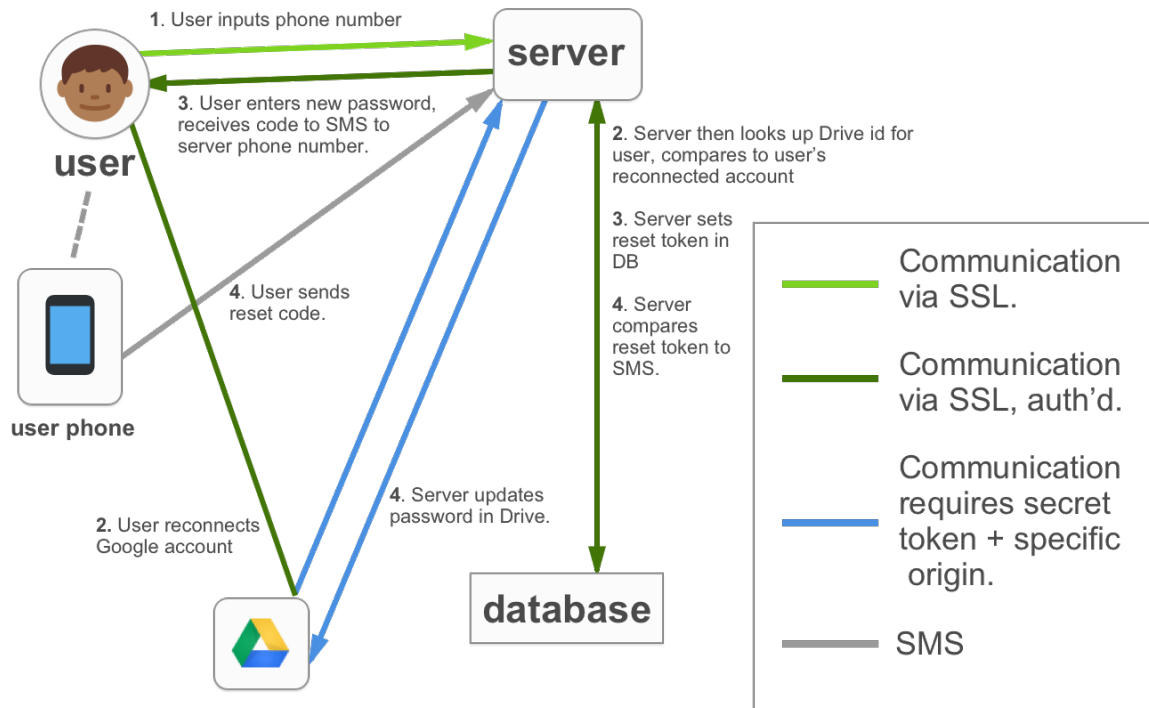 1. User inputs phone number
server
3. User enters new password,
receives code to SMS to
server phone number.
user
2. Server then looks up Drive id for
user, compares to user's
reconnected account
3. Server sets
reset token in
DB
4. Server
compares
reset token to
SMS.
4. User sends
reset code.
user phone
4. Server updates
password in Drive.
2. User reconnects
Google account
database
Communication
via SSL.
Communication
via SSL, auth'd.
Communication
requires secret
token + specific
origin.
SMS